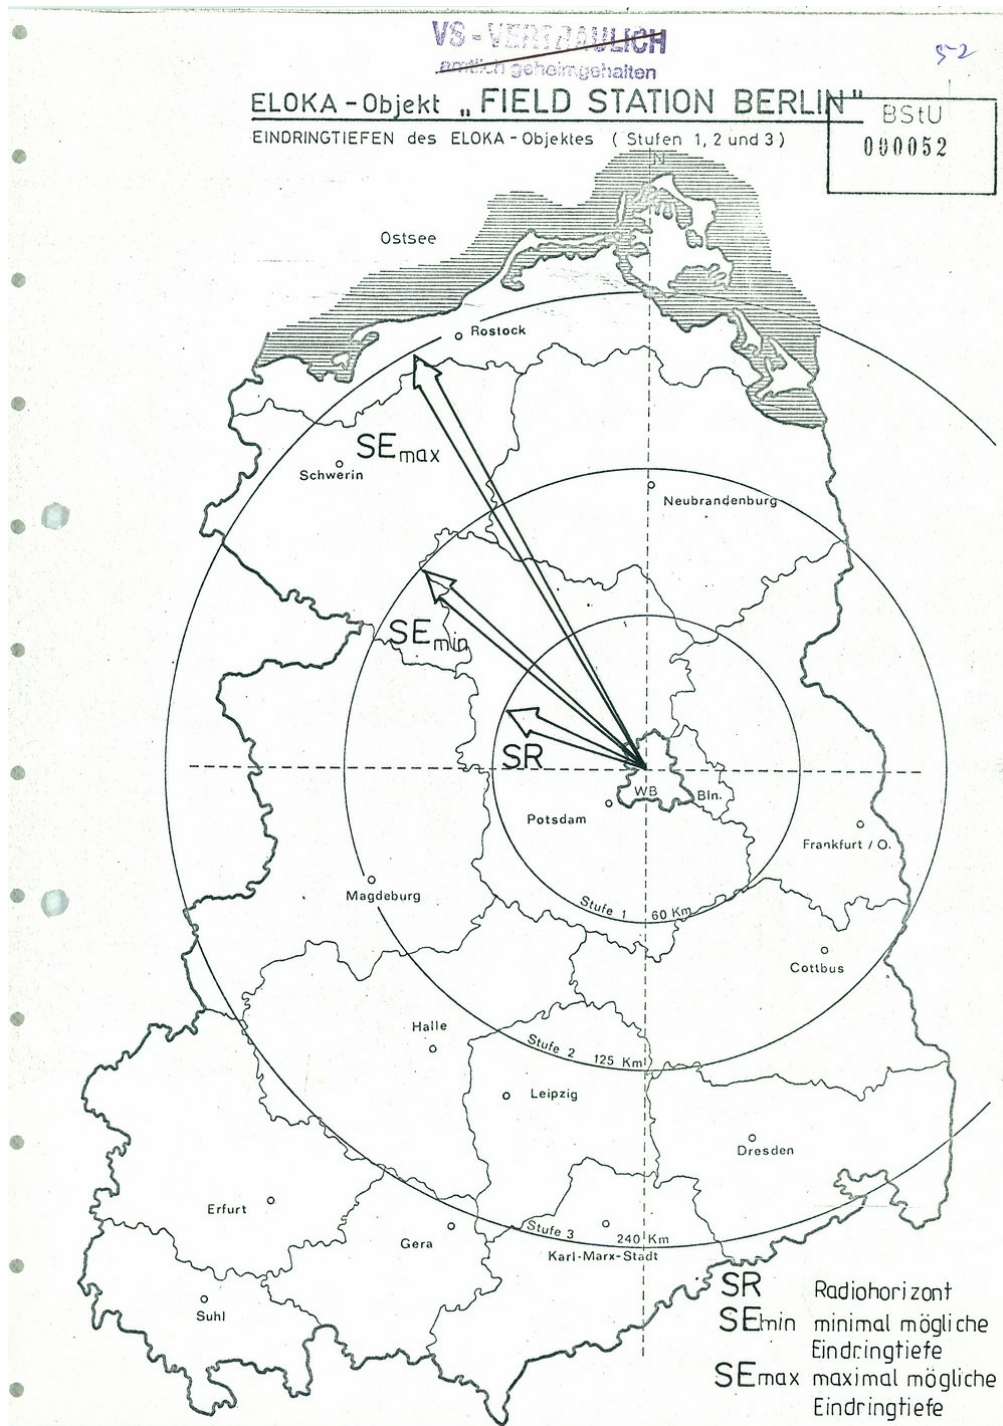 VS-VERTRAULICH
amtlich geheimgehalten
52
ELOKA-Objekt „FIELD STATION BERLIN"
BStU
000052
EINDRINGTIEFEN des ELOKA-Objektes (Stufen 1, 2 und 3)
N
Ostsee
Rostock
SEmax
Schwerin
Neubrandenburg
SEmin
SR
WB
Bln.
Potsdam
Frankfurt / O.
Magdeburg
Stufe 1 60 Km
Cottbus
Halle
Stufe 2 125 Km
Leipzig
Dresden
Erfurt
Stufe 3 240 Km
Gera
Karl-Marx-Stadt
Suhl
SR Radiohorizont
SEmin minimal mögliche
Eindringtiefe
SEmax maximal mögliche
Eindringtiefe